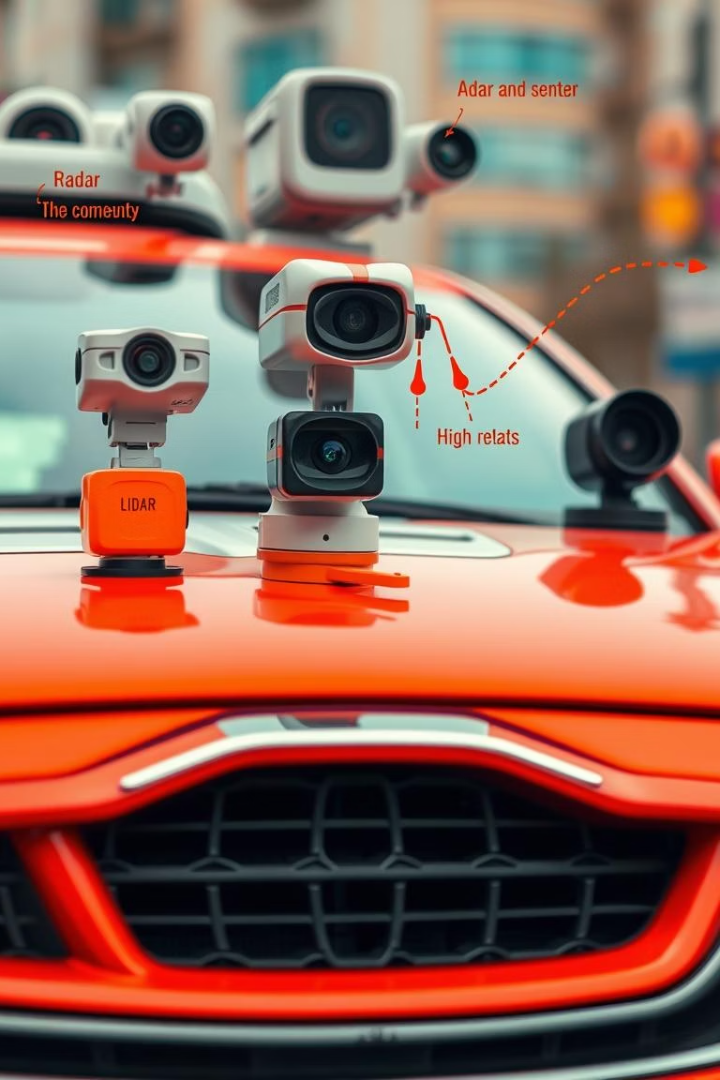 Adar and senter
Radar
The comeuty
High relats
LIDAR